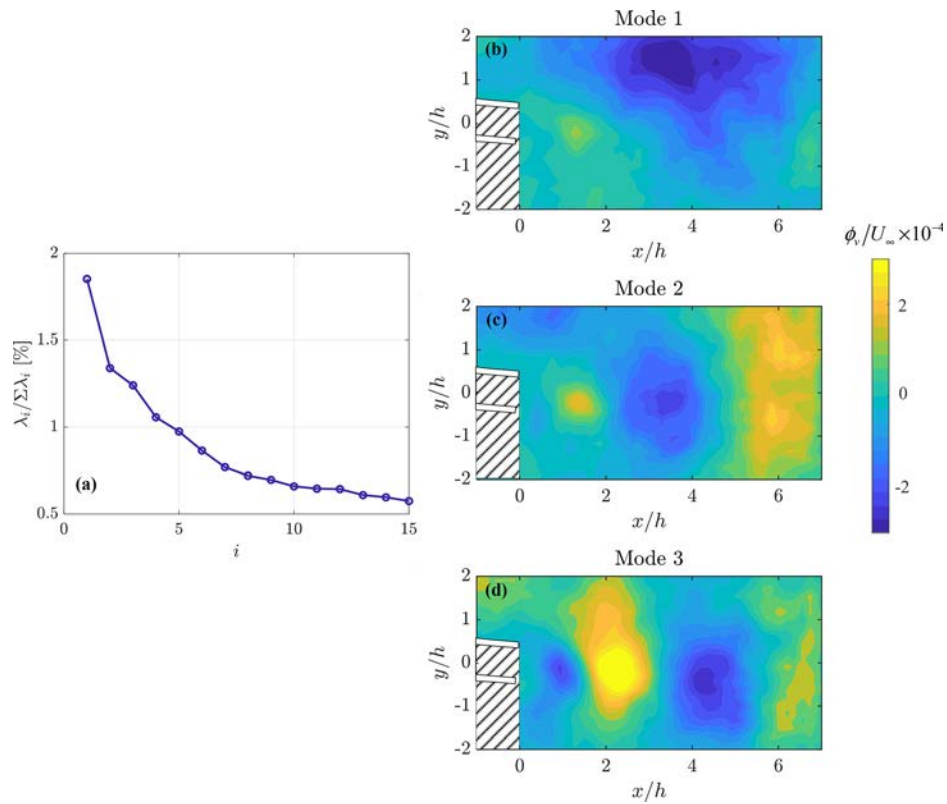 Mode 1
(b)
2
1
0
-1
-2
y/h
0 2 4 6
x/h
2
1.5
1
0.5
λi/Σλi [%]
(a)
0 5 10 15
i
Mode 2
(c)
2
1
0
-1
-2
y/h
0 2 4 6
x/h
ϕv/U∞×10⁻⁴
2
0
-2
Mode 3
(d)
2
1
0
-1
-2
y/h
0 2 4 6
x/h